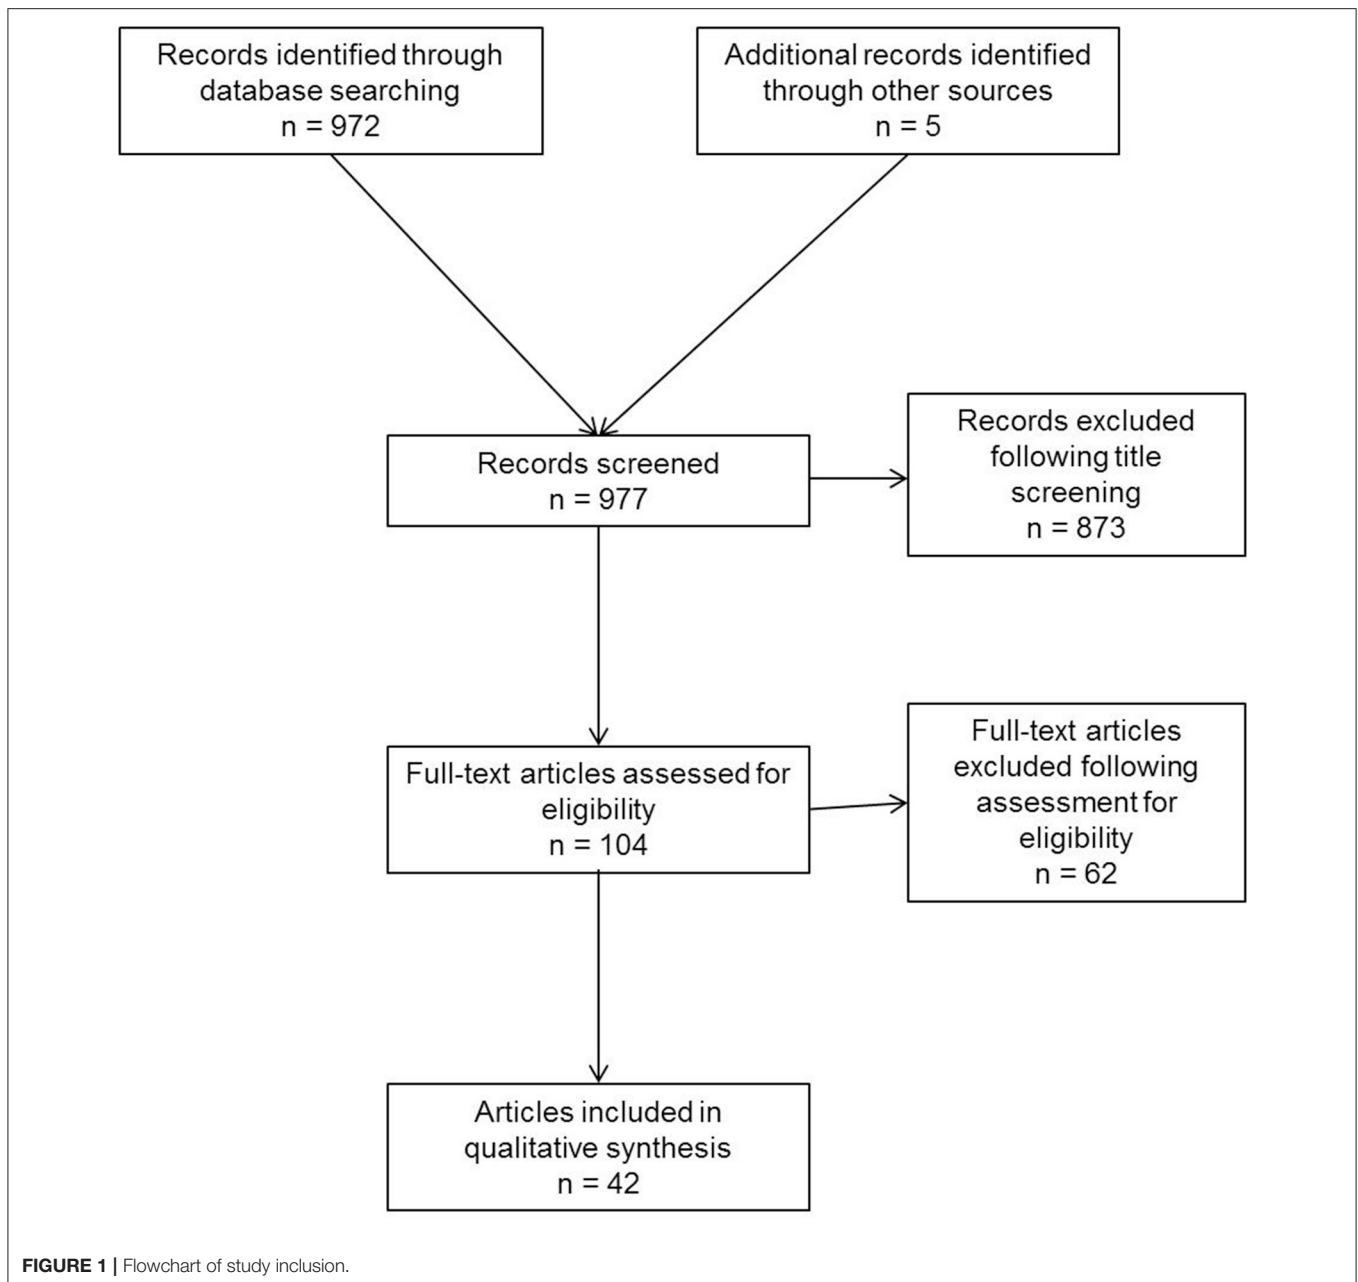 Records identified through
database searching
n = 972
Additional records identified
through other sources
n = 5
Records screened
n = 977
Records excluded
following title
screening
n = 873
Full-text articles assessed for
eligibility
n = 104
Full-text articles
excluded following
assessment for
eligibility
n = 62
Articles included in
qualitative synthesis
n = 42
FIGURE 1 | Flowchart of study inclusion.